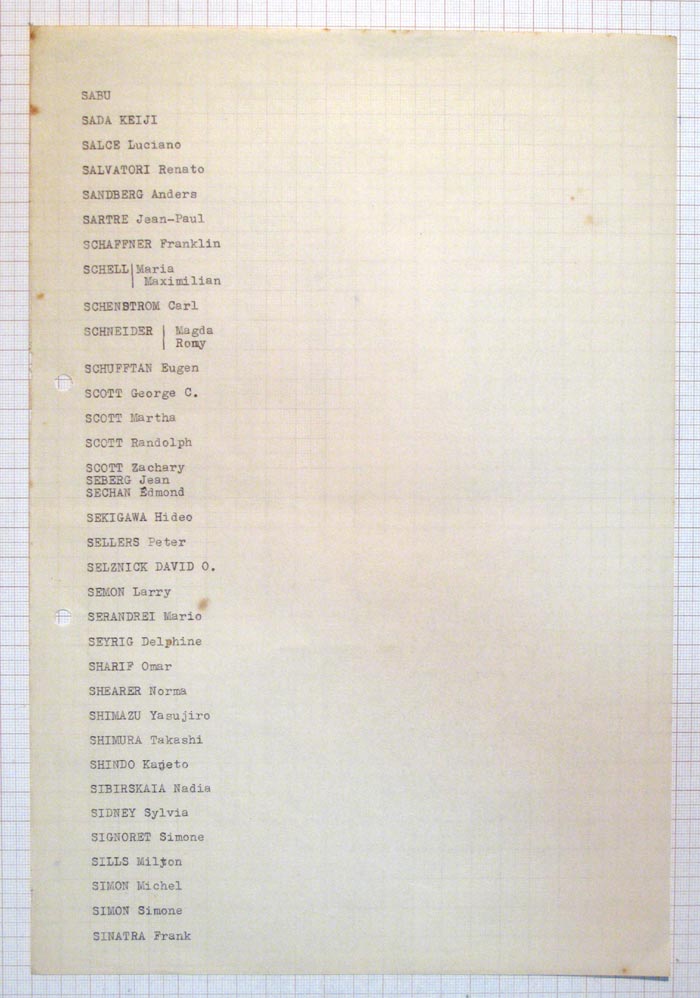 SABU
SADA KEIJI
SALCE Luciano
SALVATORI Renato
SANDBERG Anders
SARTRE Jean-Paul
SCHAFFNER Franklin
SCHELL|Maria
| Maximilian
SCHENSTROM Carl
SCHNEIDER | Magda
| Romy
SCHUFFTAN Eugen
SCOTT George C.
SCOTT Martha
SCOTT Randolph
SCOTT Zachary
SEBERG Jean
SECHAN Édmond
SEKIGAWA Hideo
SELLERS Peter
SELZNICK DAVID O.
SEMON Larry
SERANDREI Mario
SEYRIG Delphine
SHARIF Omar
SHEARER Norma
SHIMAZU Yasujiro
SHIMURA Takashi
SHINDO Kaneto
SIBIRSKAIA Nadia
SIDNEY Sylvia
SIGNORET Simone
SILLS Milton
SIMON Michel
SIMON Simone
SINATRA Frank